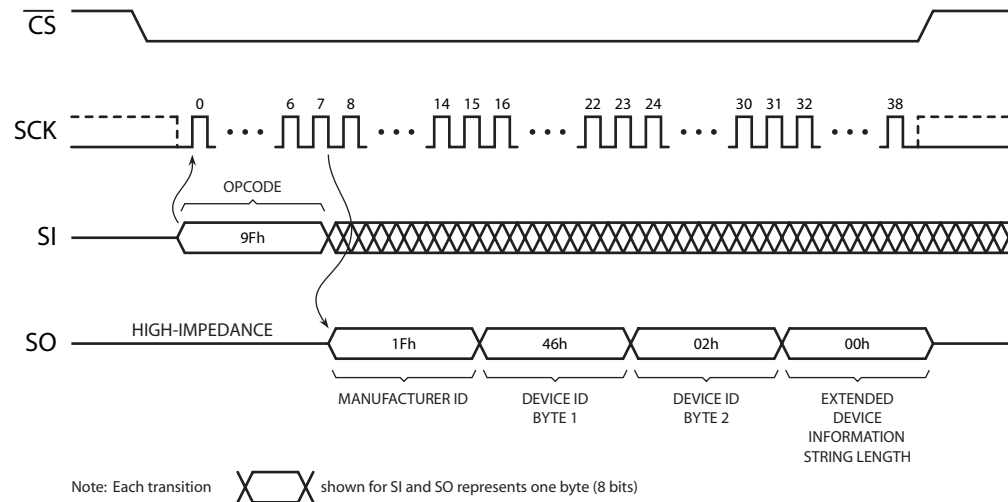 CS
SCK
0 6 7 8 14 15 16 22 23 24 30 31 32 38
OPCODE
SI
9Fh
HIGH-IMPEDANCE
SO
1Fh 46h 02h 00h
MANUFACTURER ID
DEVICE ID
BYTE 1
DEVICE ID
BYTE 2
EXTENDED
DEVICE
INFORMATION
STRING LENGTH
Note: Each transition shown for SI and SO represents one byte (8 bits)